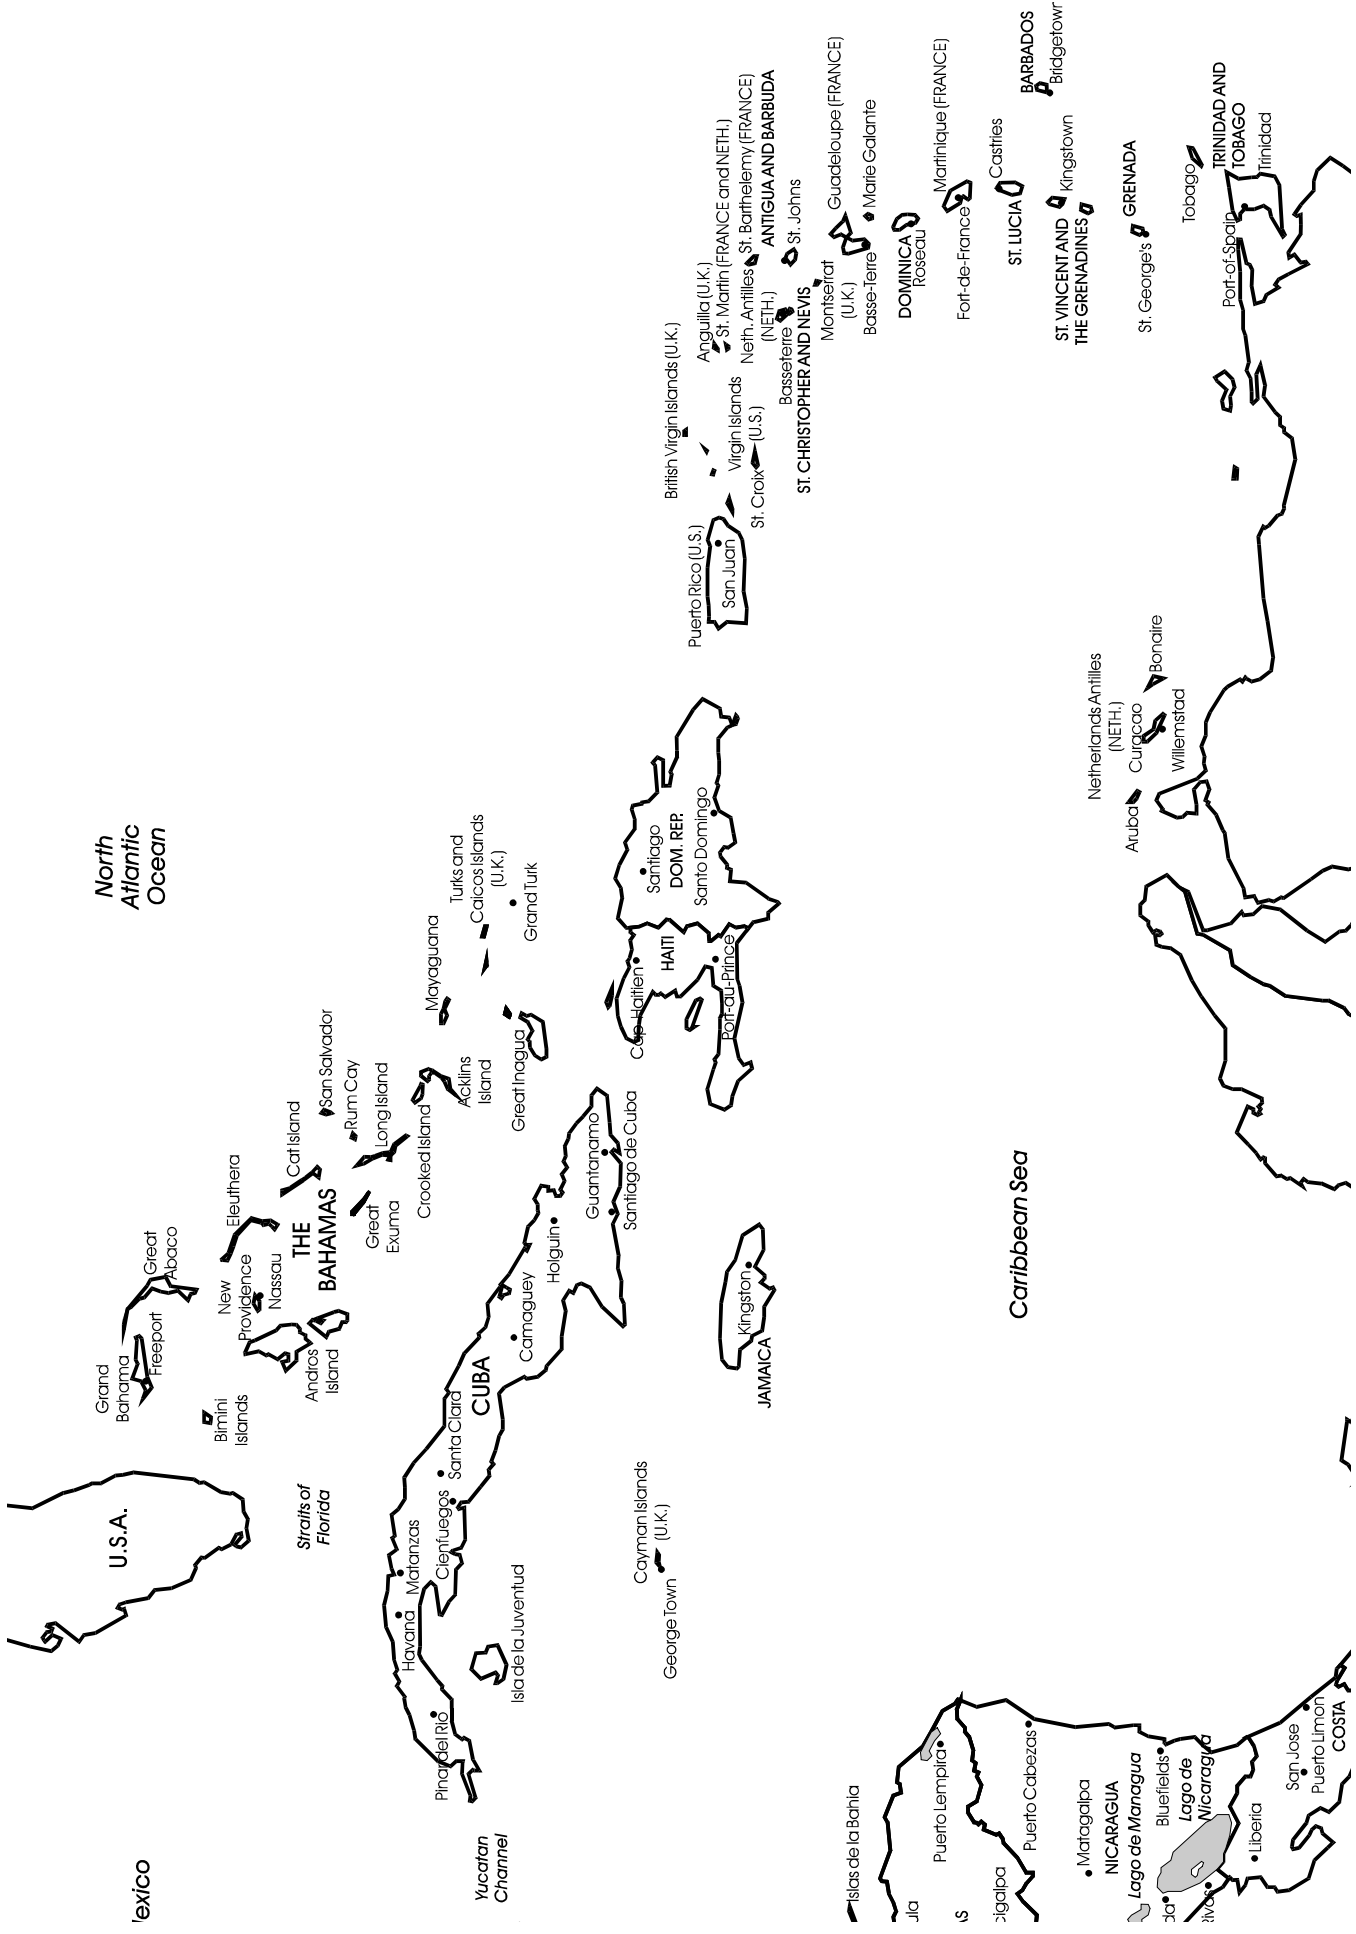 North
Atlantic
Ocean
U.S.A.
Straits of
Florida
Grand
Bahama
Freeport
Great
Abaco
Bimini
Islands
New
Providence
Nassau
Eleuthera
THE
BAHAMAS
Andros
Island
Cat Island
San Salvador
Rum Cay
Great
Exuma
Long Island
Crooked Island
Acklins
Island
Mayaguana
Great Inagua
Turks and
Caicos Islands
(U.K.)
Grand Turk
Yucatan
Channel
Pinar del Rio
Havana
Matanzas
Cienfuegos
Santa Clara
CUBA
Camaguey
Holguin
Guantanamo
Santiago de Cuba
Isla de la Juventud
Cayman Islands
(U.K.)
George Town
Kingston
JAMAICA
Cap-Haitien
HAITI
Port-au-Prince
Santiago
DOM. REP.
Santo Domingo
Puerto Rico (U.S.)
San Juan
British Virgin Islands (U.K.)
Virgin Islands
(U.S.)
St. Croix
Anguilla (U.K.)
St. Martin (FRANCE and NETH.)
St. Barthelemy (FRANCE)
Neth. Antilles
(NETH.)
ANTIGUA AND BARBUDA
St. Johns
Basseterre
ST. CHRISTOPHER AND NEVIS
Montserrat
(U.K.)
Guadeloupe (FRANCE)
Basse-Terre
Marie Galante
DOMINICA
Roseau
Martinique (FRANCE)
Fort-de-France
Castries
ST. LUCIA
BARBADOS
Bridgetown
Kingstown
ST. VINCENT AND
THE GRENADINES
GRENADA
St. George's
Tobago
TRINIDAD AND
TOBAGO
Trinidad
Port-of-Spain
Netherlands Antilles
(NETH.)
Aruba
Curacao
Bonaire
Willemstad
Caribbean Sea
Islas de la Bahia
Puerto Lempira
Puerto Cabezas
Matagalpa
NICARAGUA
Lago de Managua
Bluefields
Lago de
Nicaragua
Liberia
San Jose
Puerto Limon
COSTA